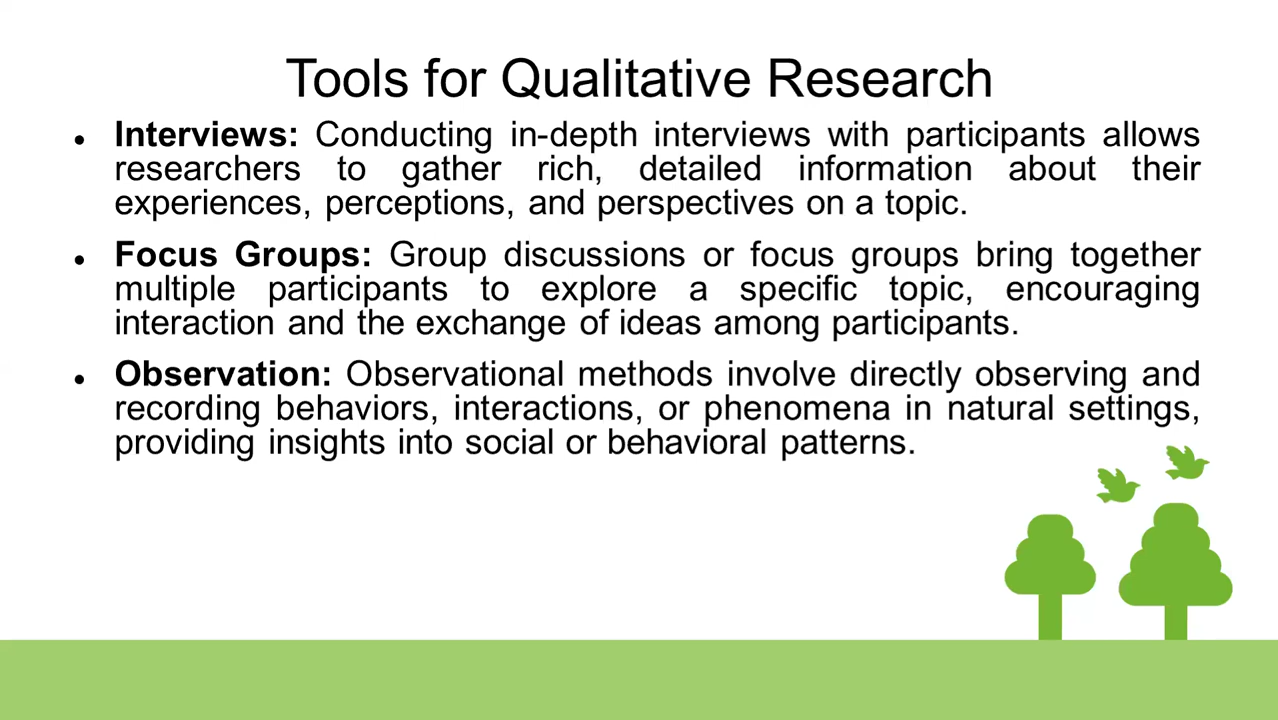 Tools for Qualitative Research
● Interviews: Conducting in-depth interviews with participants allows
researchers to gather rich, detailed information about their
experiences, perceptions, and perspectives on a topic.
● Focus Groups: Group discussions or focus groups bring together
multiple participants to explore a specific topic, encouraging
interaction and the exchange of ideas among participants.
● Observation: Observational methods involve directly observing and
recording behaviors, interactions, or phenomena in natural settings,
providing insights into social or behavioral patterns.